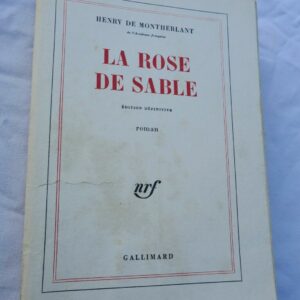 HENRY DE MONTHERLANT
de l'Académie française
LA ROSE
DE SABLE
ÉDITION DÉFINITIVE
roman
nrf
GALLIMARD